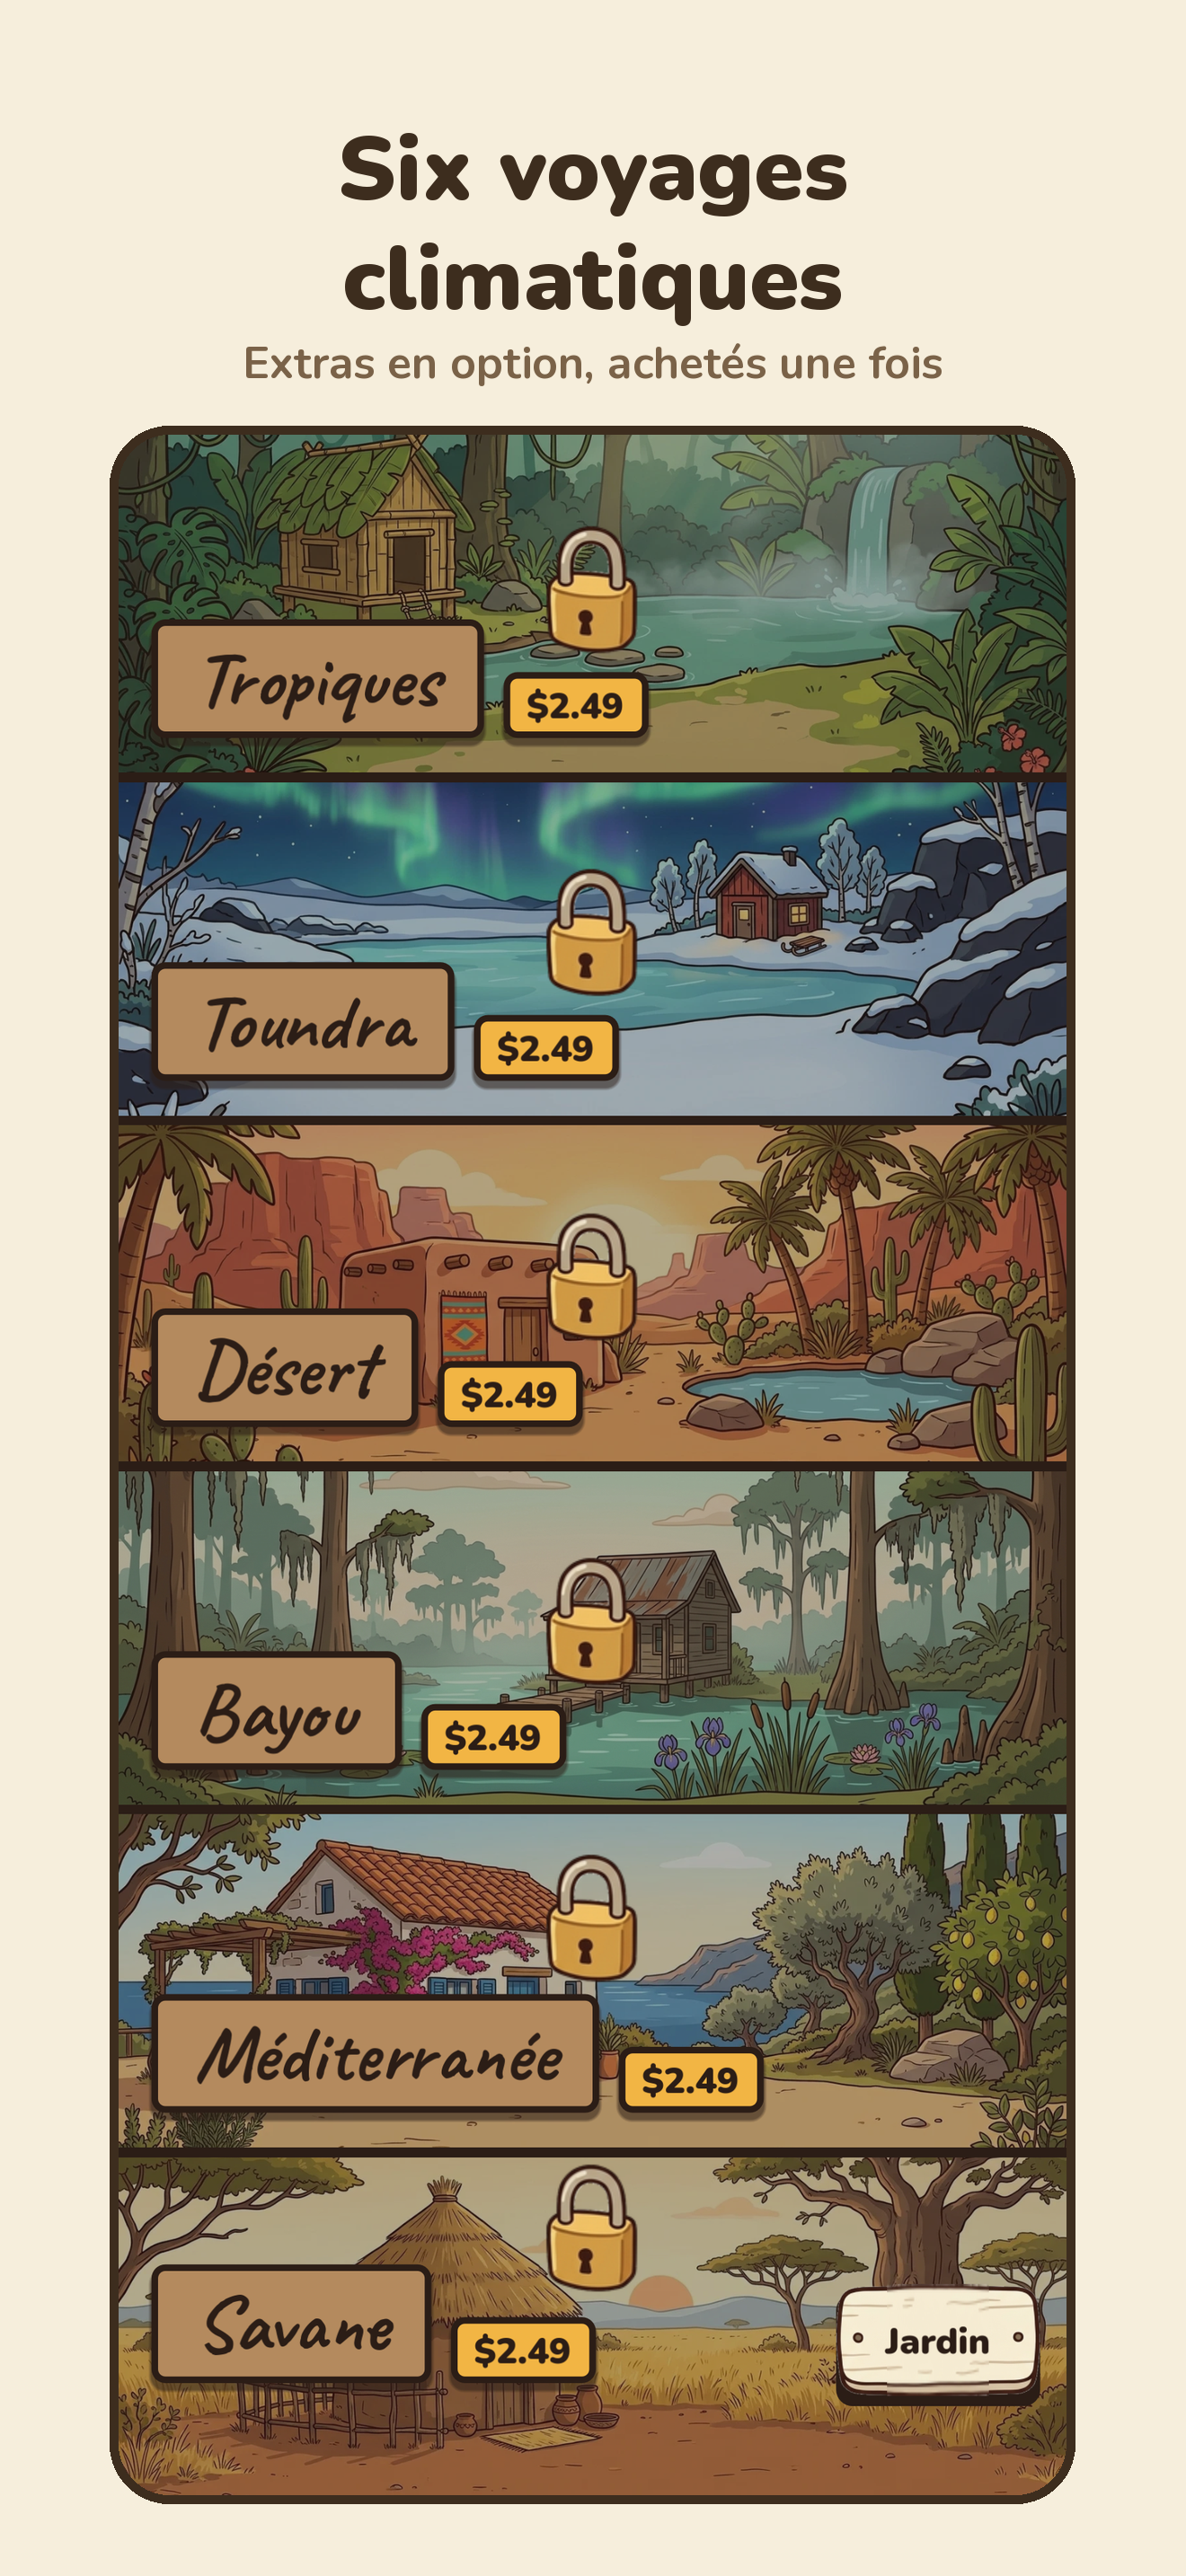 Six voyages
climatiques
Extras en option, achetés une fois
Tropiques
$2.49
Toundra
$2.49
Désert
$2.49
Bayou
$2.49
Méditerranée
$2.49
Savane
$2.49
Jardin